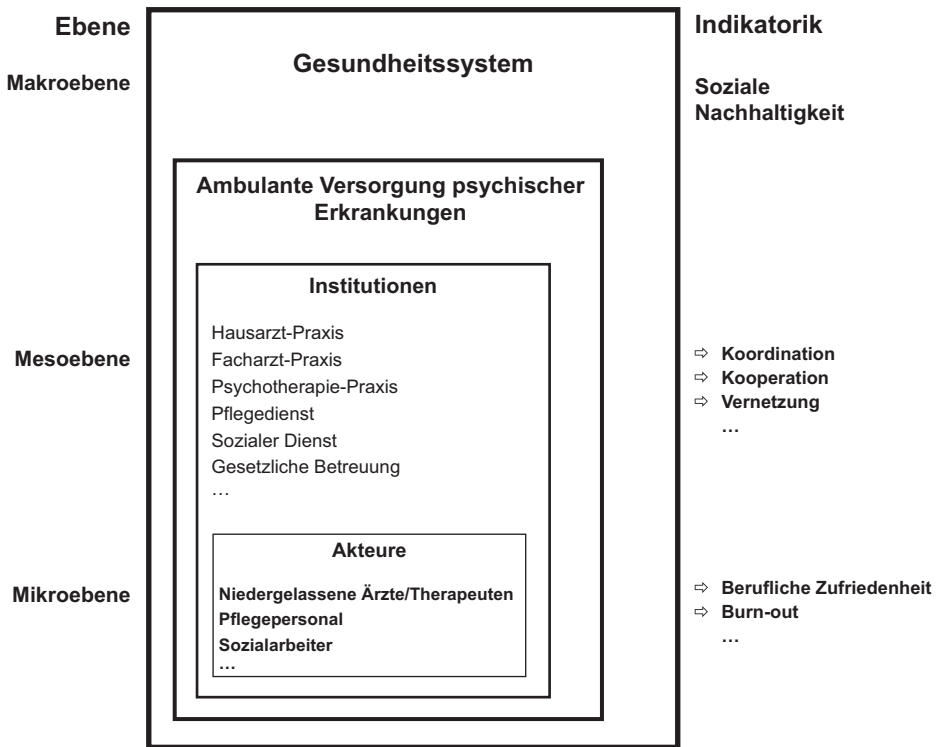 Ebene
Indikatorik
Gesundheitssystem
Makroebene
Soziale
Nachhaltigkeit
Ambulante Versorgung psychischer
Erkrankungen
Institutionen
Hausarzt-Praxis
Mesoebene
Facharzt-Praxis
Psychotherapie-Praxis
Pflegedienst
Sozialer Dienst
Gesetzliche Betreuung
…
⇨ Koordination
⇨ Kooperation
⇨ Vernetzung
…
Akteure
Mikroebene
Niedergelassene Ärzte/Therapeuten
Pflegepersonal
Sozialarbeiter
…
⇨ Berufliche Zufriedenheit
⇨ Burn-out
…